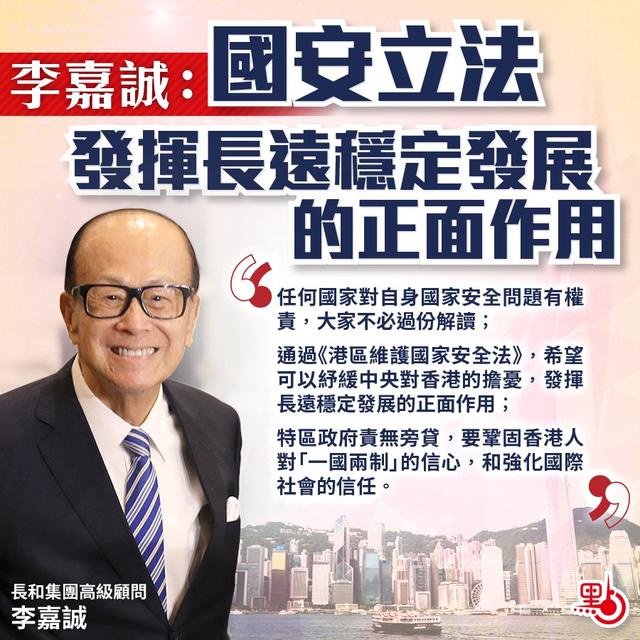 李嘉誠：國安立法
發揮長遠穩定發展
的正面作用
任何國家對自身國家安全問題有權
責，大家不必過份解讀；
通過《港區維護國家安全法》，希望
可以紓緩中央對香港的擔憂，發揮
長遠穩定發展的正面作用；
特區政府責無旁貸，要鞏固香港人
對「一國兩制」的信心，和強化國際
社會的信任。
長和集團高級顧問
李嘉誠
點